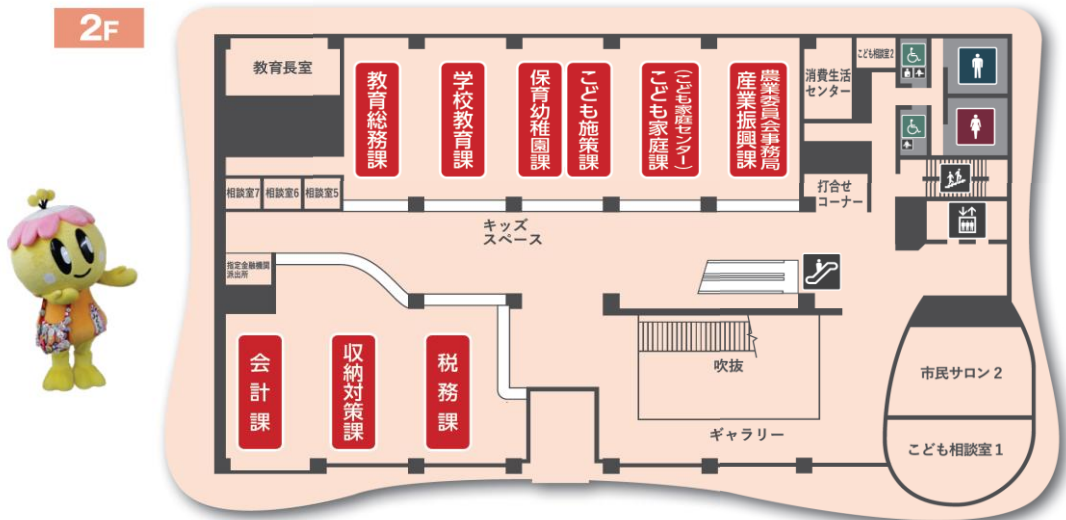 2F
教育長室
教育総務課
学校教育課
保育幼稚園課
こども施策課
こども家庭課
(こども家庭センター)
産業振興課
農業委員会事務局
消費生活
センター
こども相談室2
相談室7
相談室6
相談室5
打合せ
コーナー
キッズ
スペース
指定金融機関
派出所
会計課
収納対策課
税務課
吹抜
ギャラリー
市民サロン2
こども相談室1